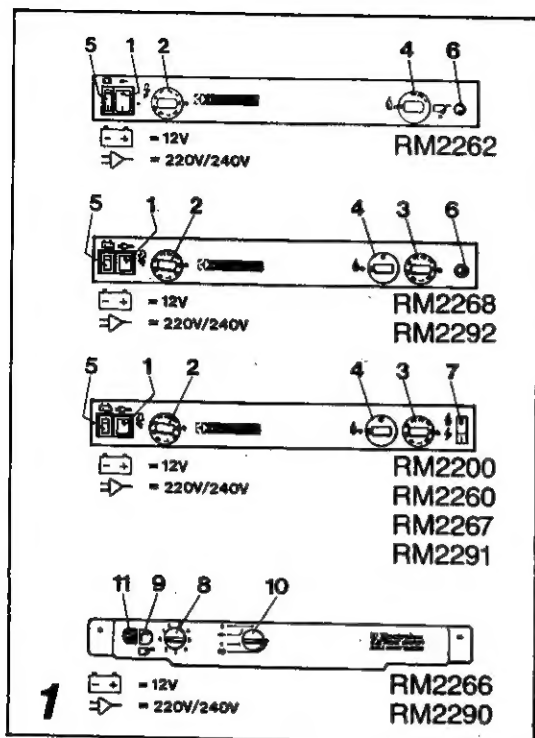 5 1 2 4 6
= 12V
= 220V/240V
RM2262
5 1 2 4 3 6
= 12V
= 220V/240V
RM2268
RM2292
5 1 2 4 3 7
= 12V
= 220V/240V
RM2200
RM2260
RM2267
RM2291
11 9 8 10
= 12V
= 220V/240V
RM2266
RM2290
1